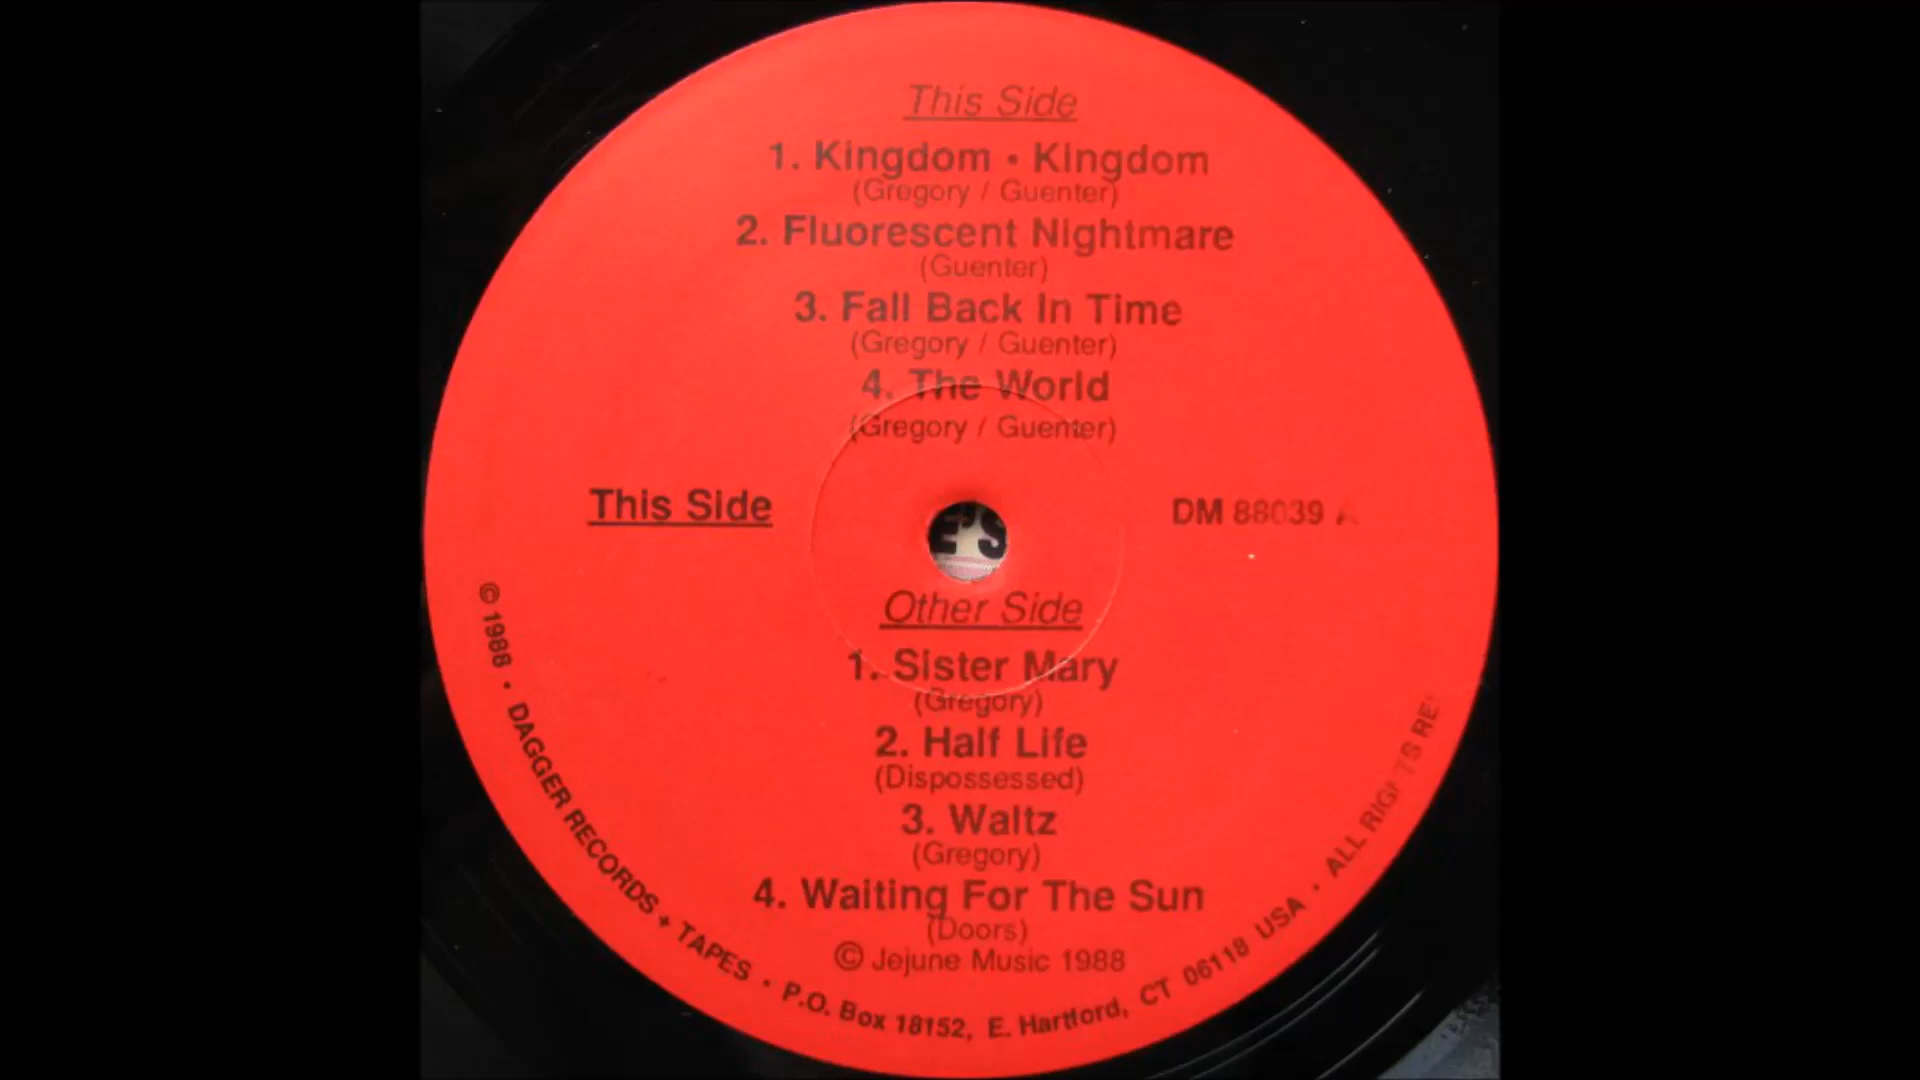 This Side
1. Kingdom • Kingdom
(Gregory / Guenter)
2. Fluorescent Nightmare
(Guenter)
3. Fall Back In Time
(Gregory / Guenter)
4. The World
(Gregory / Guenter)
This Side
DM 88039 A
Other Side
1. Sister Mary
(Gregory)
2. Half Life
(Dispossessed)
3. Waltz
(Gregory)
4. Waiting For The Sun
(Doors)
© Jejune Music 1988
© 1988 • DAGGER RECORDS + TAPES • P.O. Box 18152, E. Hartford, CT 06118 USA • ALL RIGHTS RE